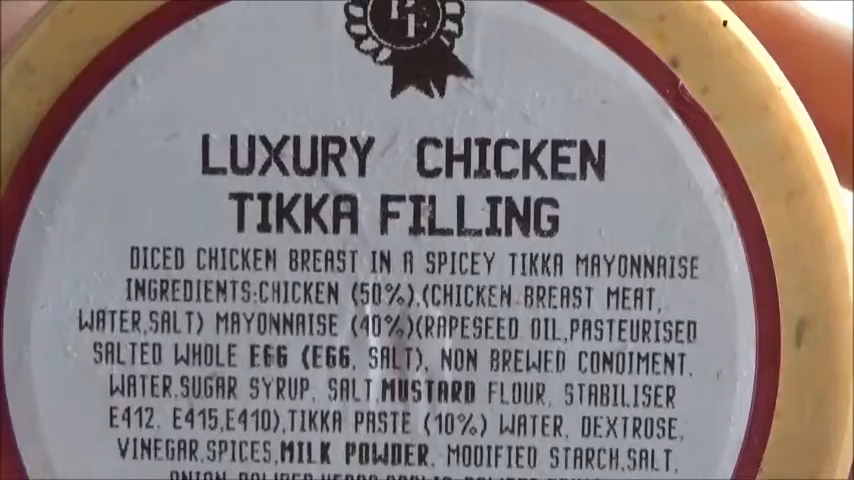 LUXURY CHICKEN
TIKKA FILLING
DICED CHICKEN BREAST IN A SPICEY TIKKA MAYONNAISE
INGREDIENTS:CHICKEN (50%),(CHICKEN BREAST MEAT,
WATER,SALT) MAYONNAISE (40%)(RAPESEED OIL,PASTEURISED
SALTED WHOLE EGG (EGG, SALT), NON BREWED CONDIMENT.
WATER,SUGAR SYRUP, SALT,MUSTARD FLOUR, STABILISER
E412, E415,E410),TIKKA PASTE (10%,WATER, DEXTROSE,
VINEGAR,SPICES,MILK POWDER, MODIFIED STARCH,SALT,